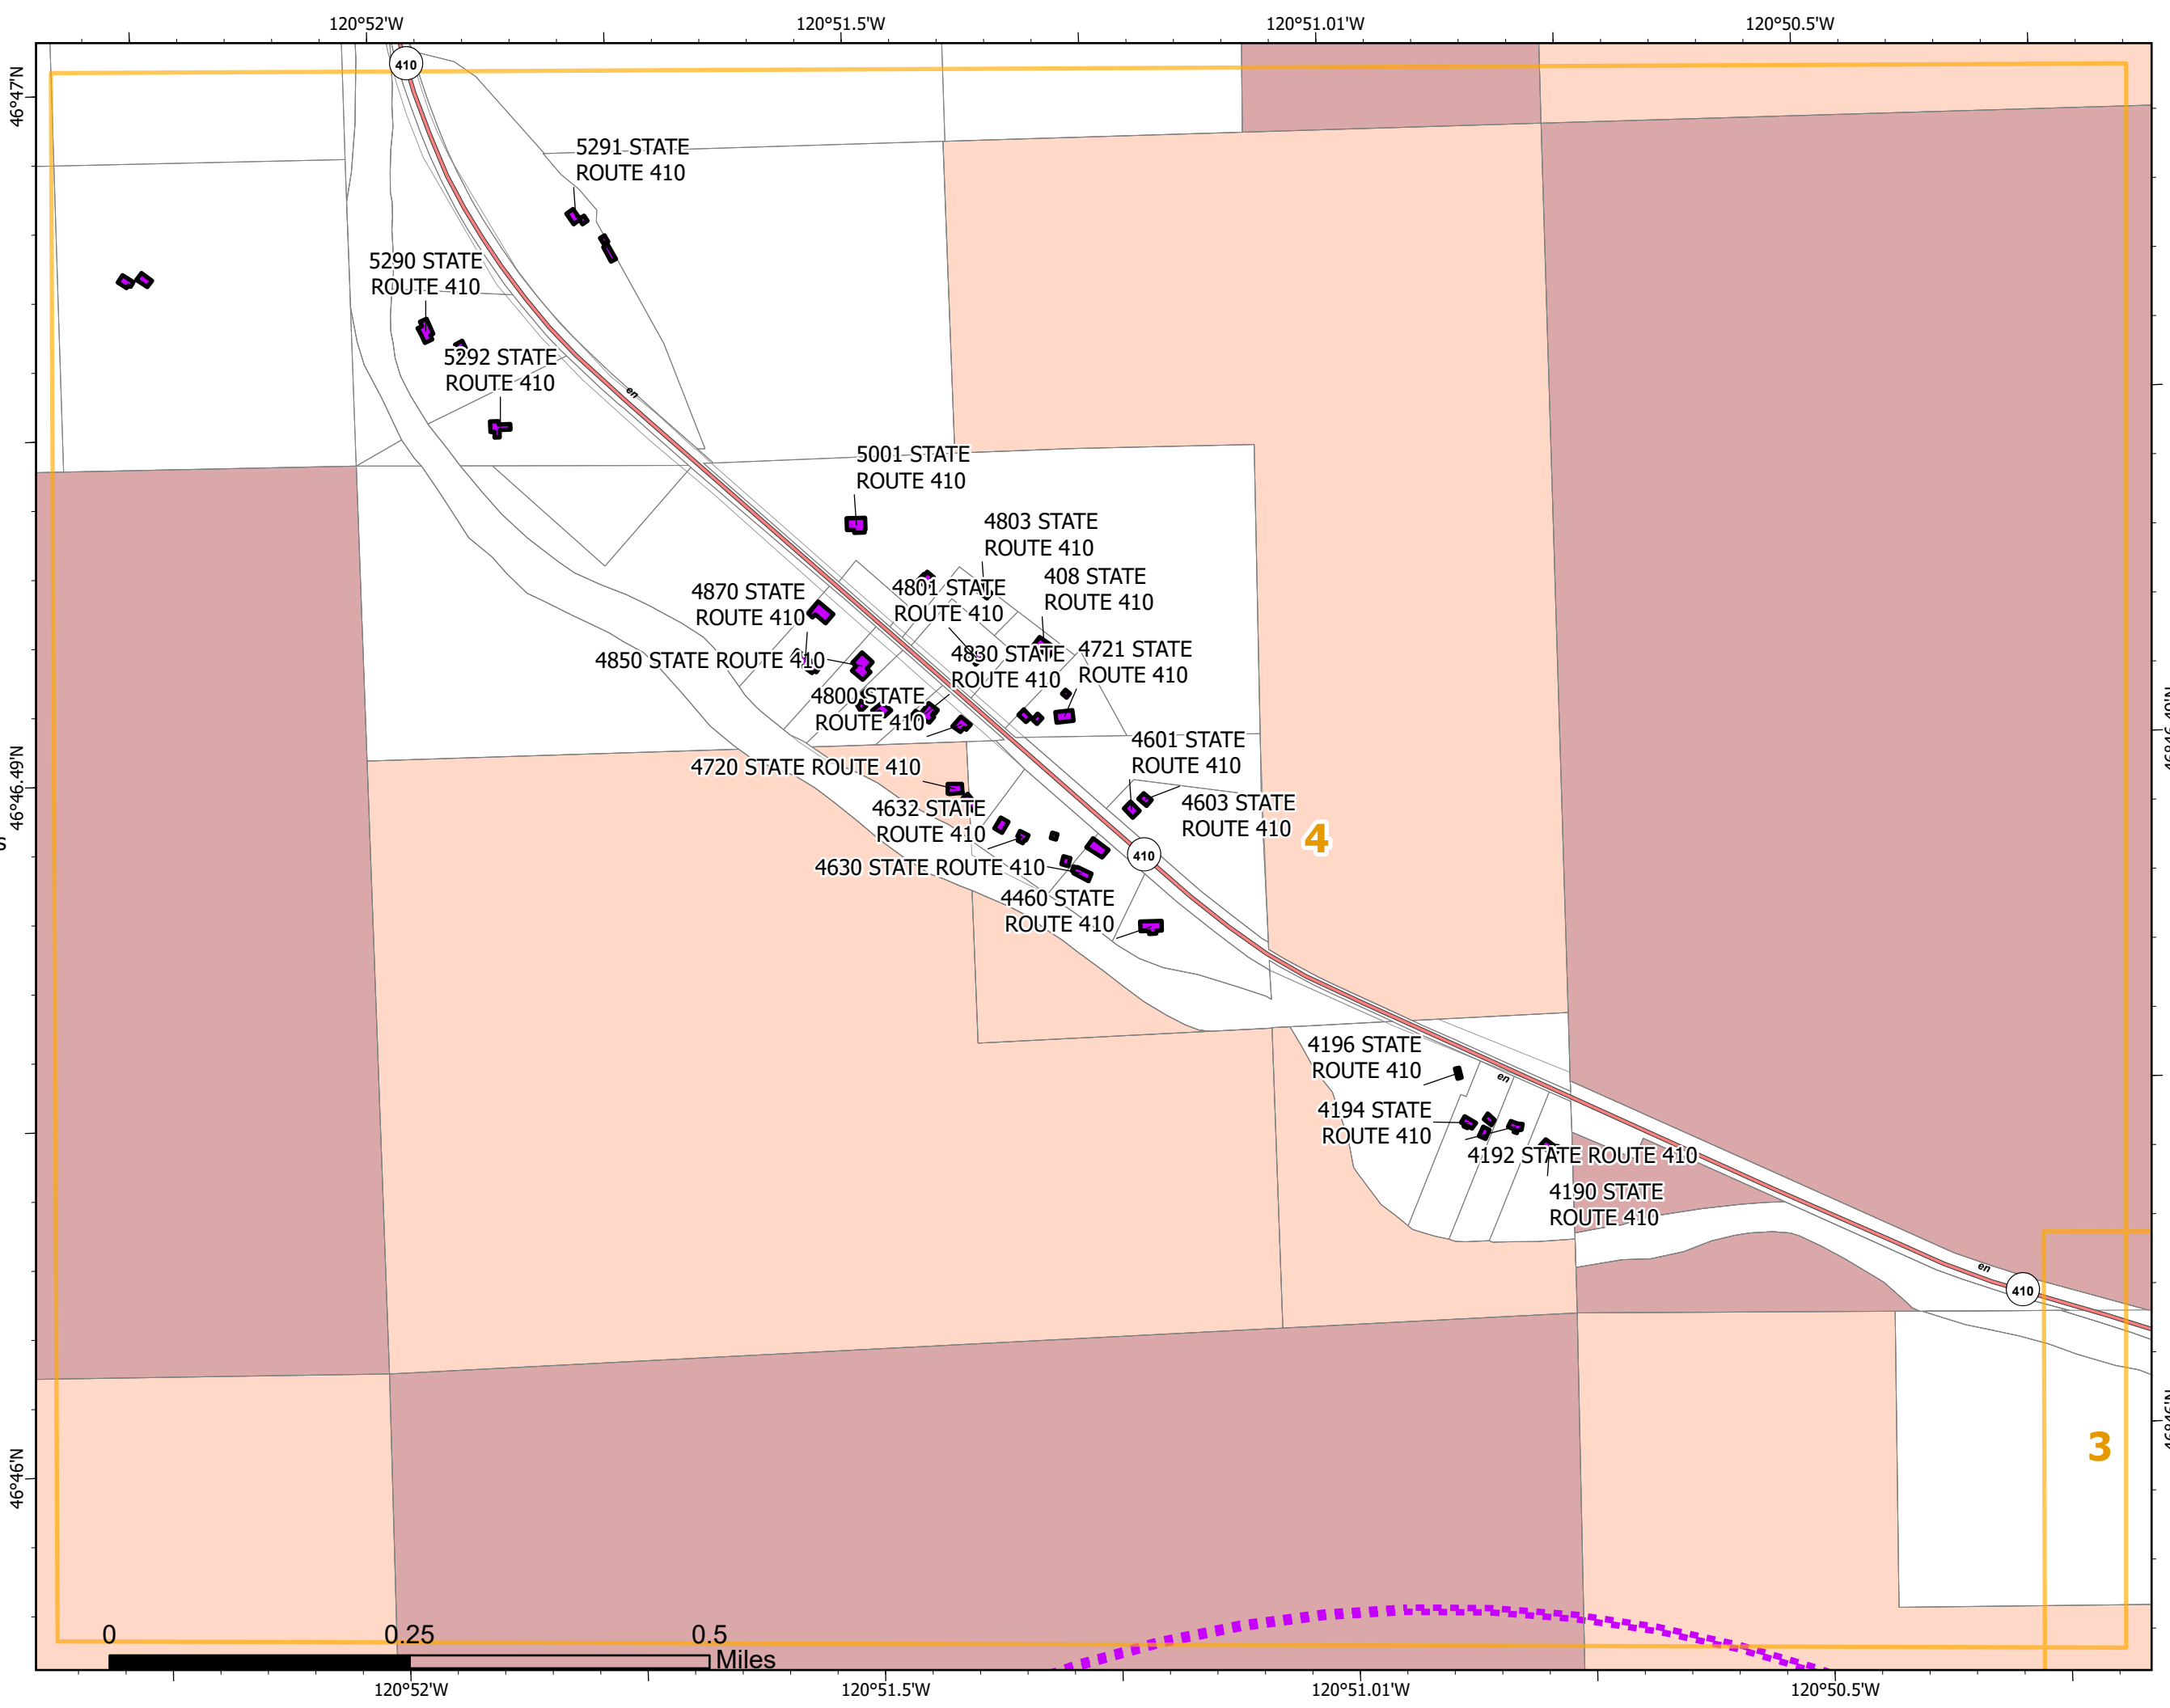 120°52'W
120°51.5'W
120°51.01'W
120°50.5'W
46°47'N
410
5291 STATE
ROUTE 410
5290 STATE
ROUTE 410
5292 STATE
ROUTE 410
en
5001 STATE
ROUTE 410
4803 STATE
ROUTE 410
408 STATE
ROUTE 410
4870 STATE
ROUTE 410
4801 STATE
ROUTE 410
4850 STATE ROUTE 410
4830 STATE
ROUTE 410
4721 STATE
ROUTE 410
4800 STATE
ROUTE 410
4601 STATE
ROUTE 410
4720 STATE ROUTE 410
4603 STATE
ROUTE 410
4632 STATE
ROUTE 410
4
410
4630 STATE ROUTE 410
4460 STATE
ROUTE 410
46°46.49'N
4196 STATE
ROUTE 410
en
4194 STATE
ROUTE 410
4192 STATE ROUTE 410
4190 STATE
ROUTE 410
en
410
3
46°46'N
0
0.25
0.5
Miles
120°52'W
120°51.5'W
120°51.01'W
120°50.5'W